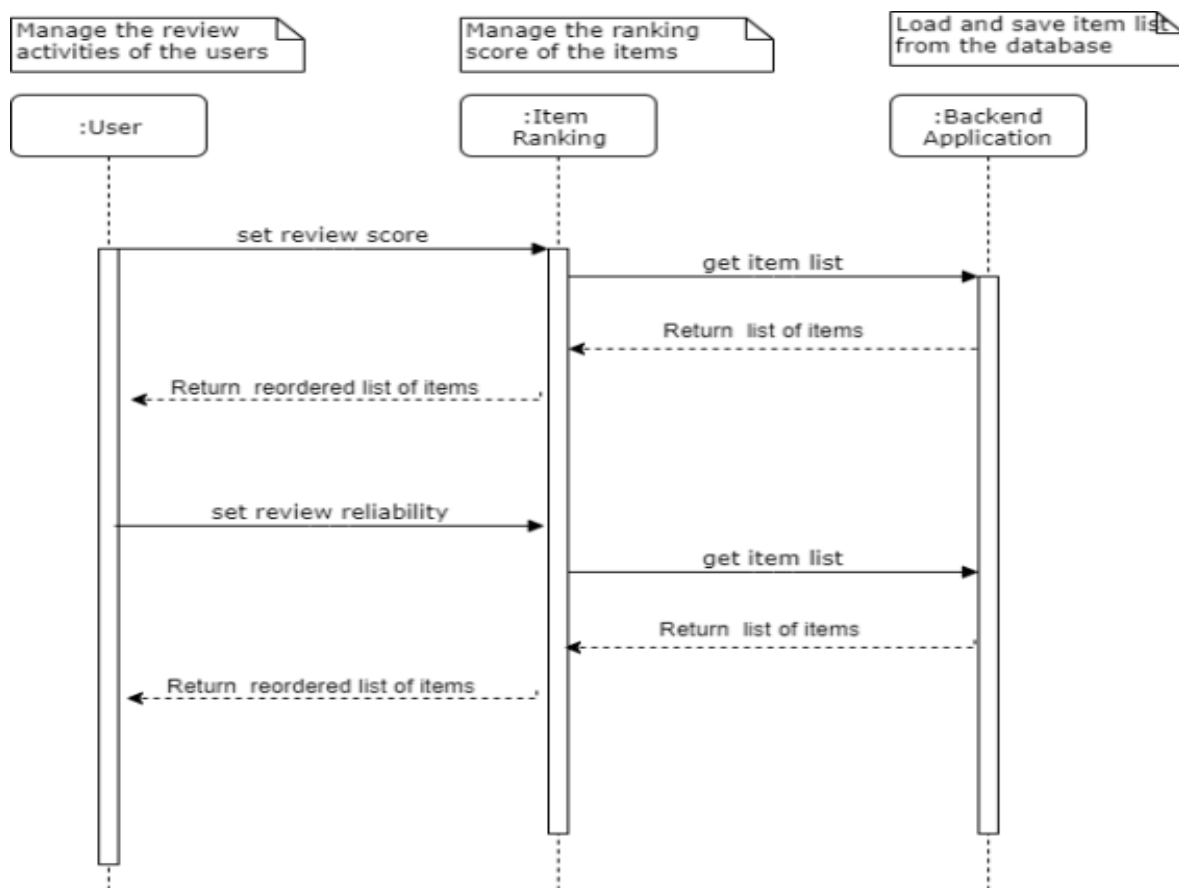 Manage the review
activities of the users
Manage the ranking
score of the items
Load and save item list
from the database
:User
:Item
Ranking
:Backend
Application
set review score
get item list
Return list of items
Return reordered list of items
set review reliability
get item list
Return list of items
Return reordered list of items